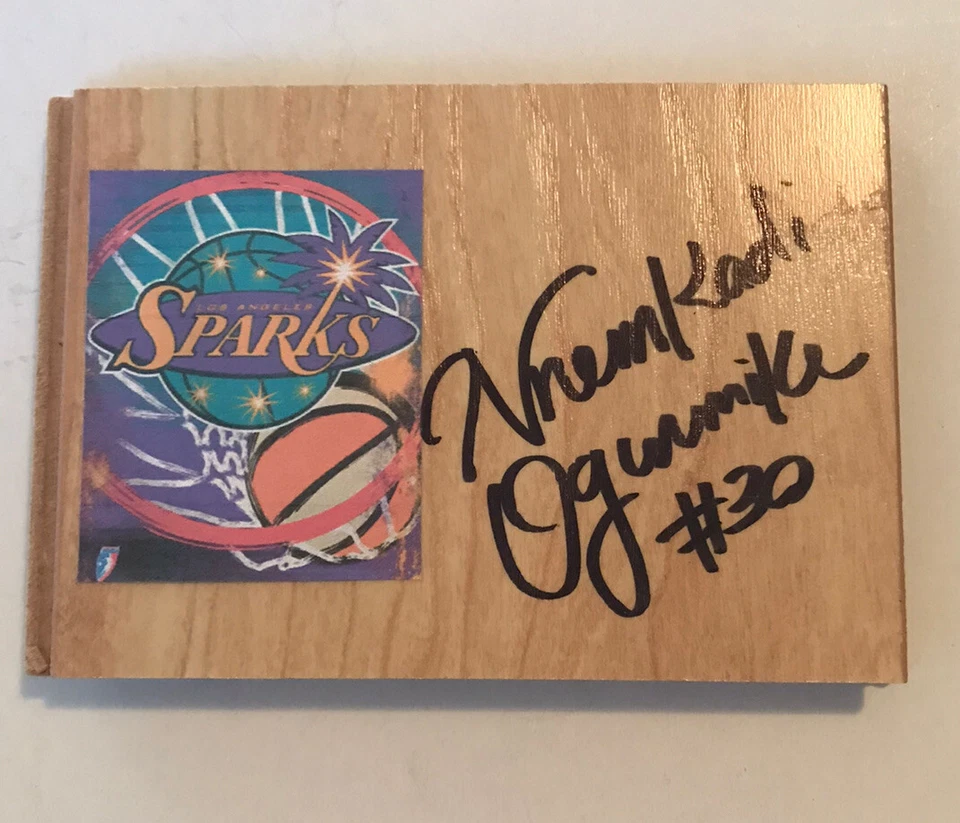 LOS ANGELES
SPARKS
Nnemkadi
Ogwumike
#30